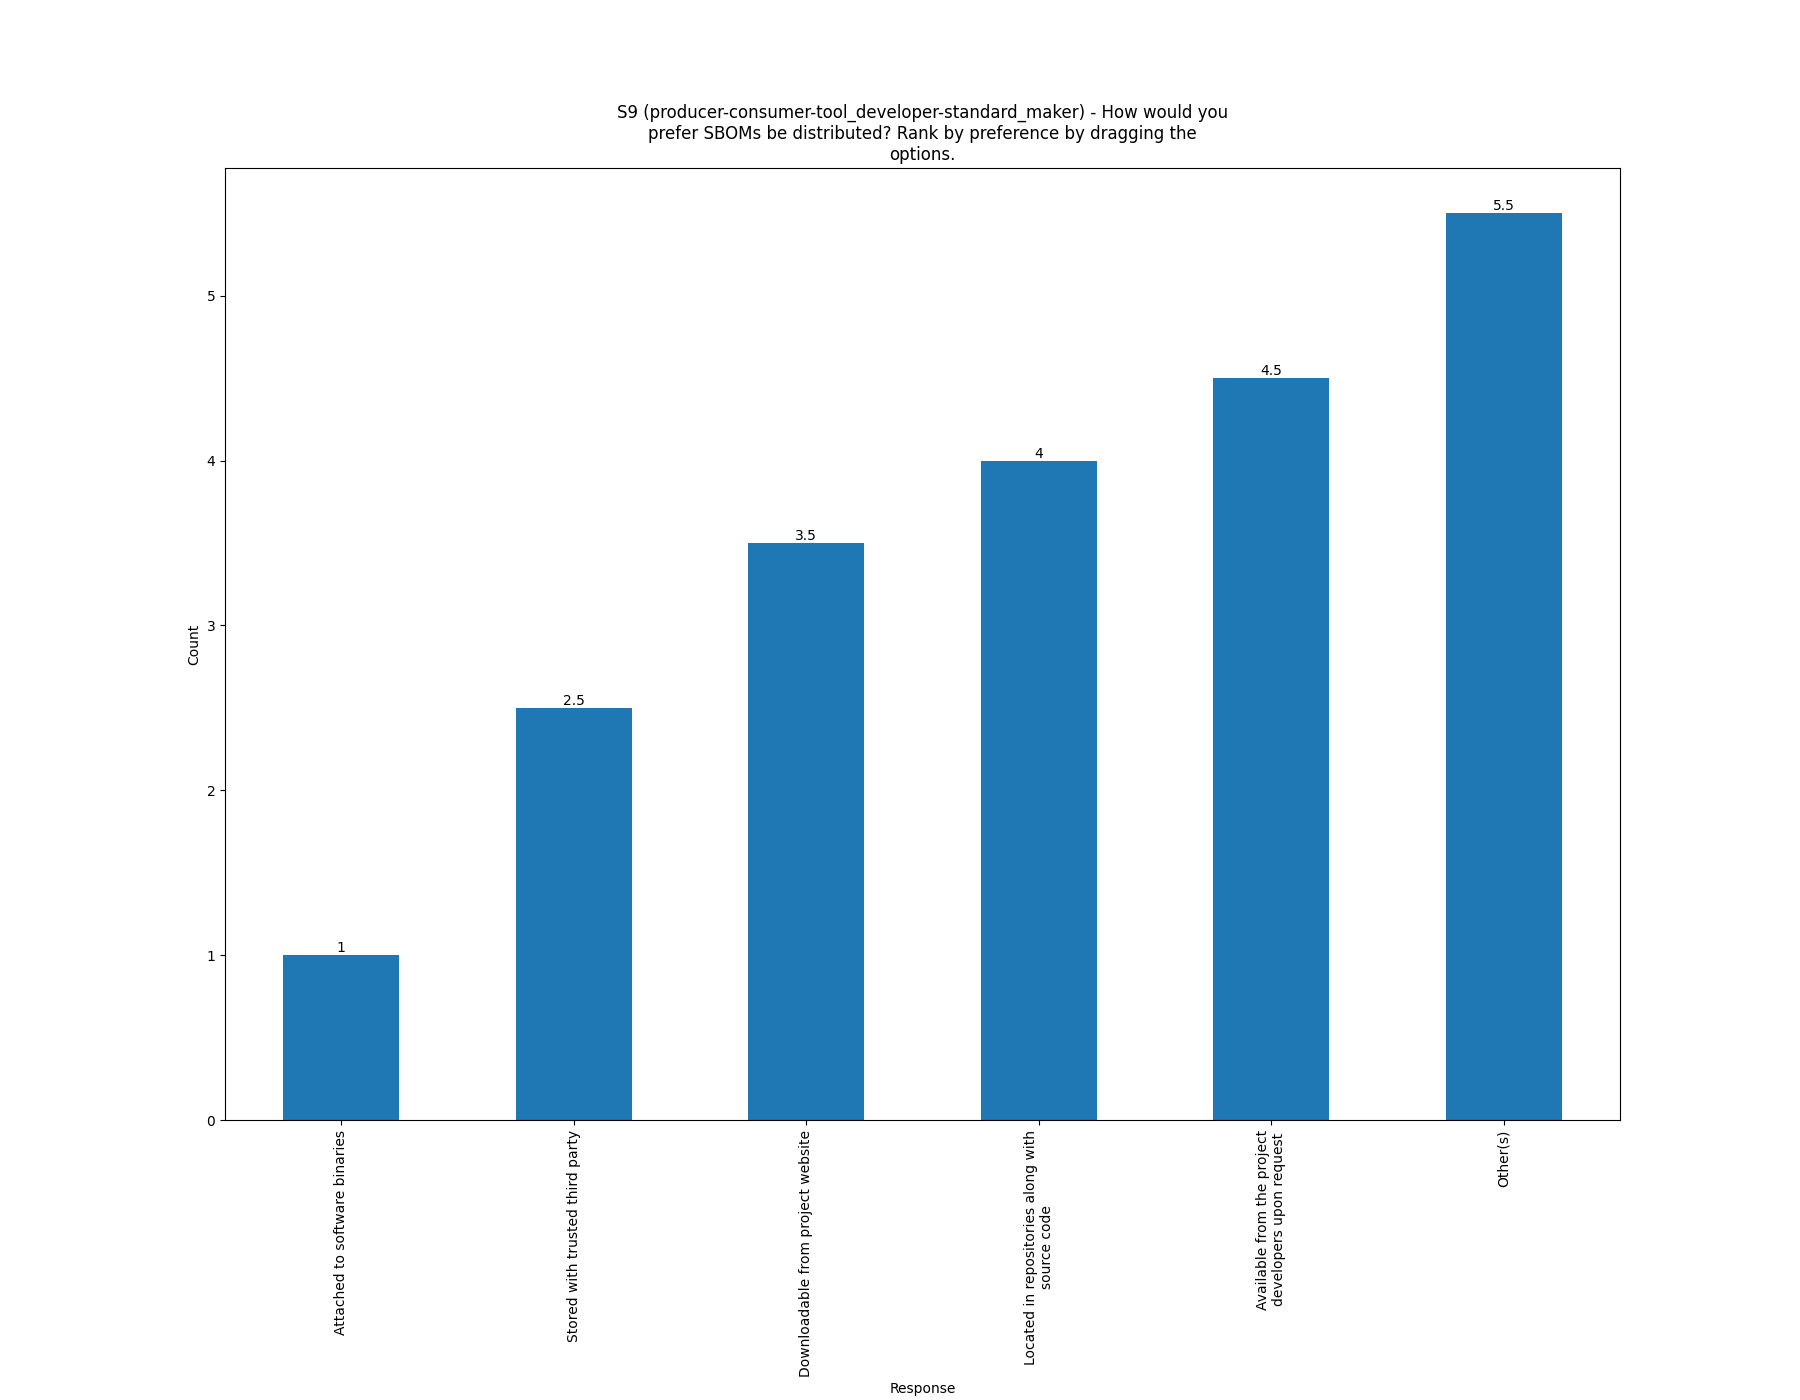 S9 (producer-consumer-tool_developer-standard_maker) - How would you
prefer SBOMs be distributed? Rank by preference by dragging the
options.
5.5
5
4.5
4
4
3.5
Count
3
2.5
2
1
1
0
Attached to software binaries
Stored with trusted third party
Downloadable from project website
Located in repositories along with
source code
Available from the project
developers upon request
Other(s)
Response